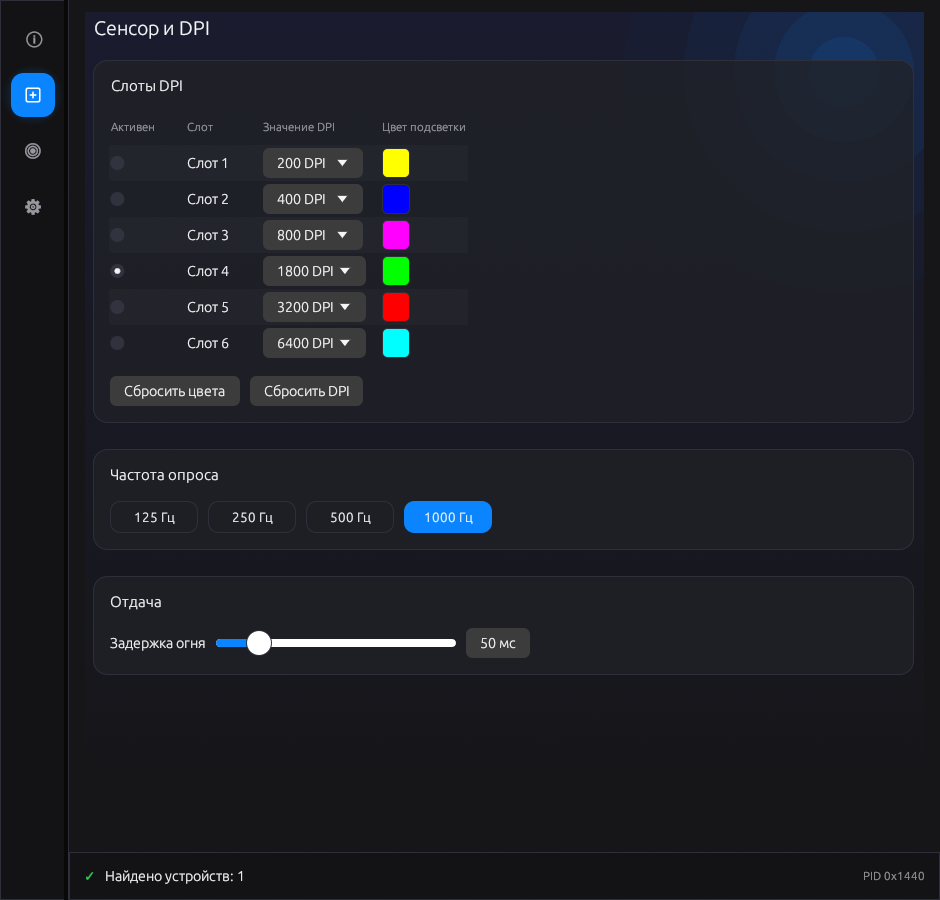 Сенсор и DPI
Слоты DPI
Активен Слот Значение DPI Цвет подсветки
Слот 1 200 DPI
Слот 2 400 DPI
Слот 3 800 DPI
Слот 4 1800 DPI
Слот 5 3200 DPI
Слот 6 6400 DPI
Сбросить цвета Сбросить DPI
Частота опроса
125 Гц 250 Гц 500 Гц 1000 Гц
Отдача
Задержка огня 50 мс
✓ Найдено устройств: 1 PID 0x1440